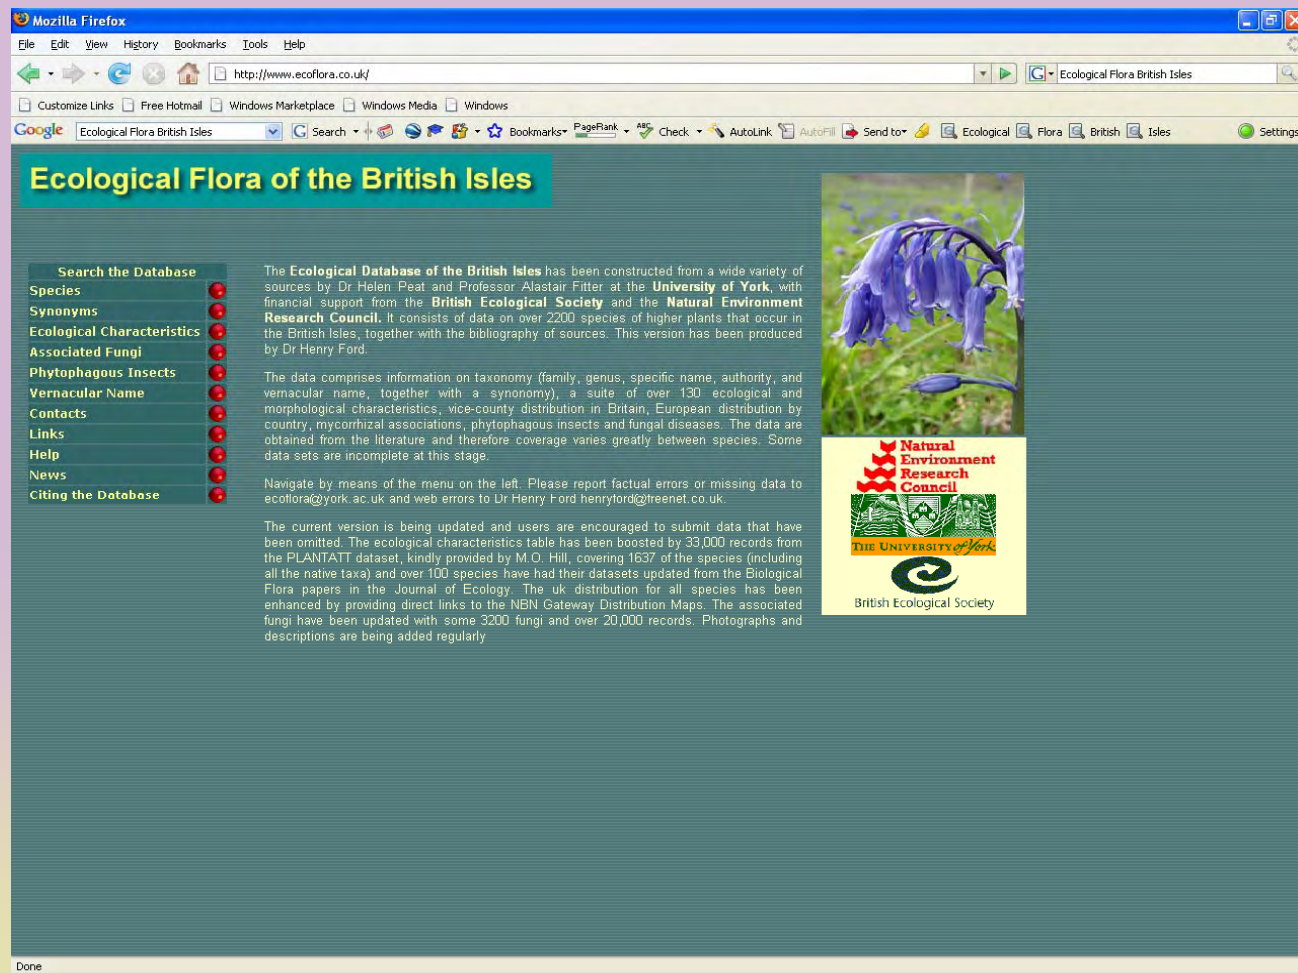 Mozilla Firefox
File Edit View History Bookmarks Tools Help
http://www.ecoflora.co.uk/ G Ecological Flora British Isles
Customize Links Free Hotmail Windows Marketplace Windows Media Windows
Google Ecological Flora British Isles G Search Bookmarks PageRank ABC Check AutoLink AutoFill Send to Ecological Flora British Isles Settings
Ecological Flora of the British Isles
Search the Database
Species
Synonyms
Ecological Characteristics
Associated Fungi
Phytophagous Insects
Vernacular Name
Contacts
Links
Help
News
Citing the Database
The Ecological Database of the British Isles has been constructed from a wide variety of
sources by Dr Helen Peat and Professor Alastair Fitter at the University of York, with
financial support from the British Ecological Society and the Natural Environment
Research Council. It consists of data on over 2200 species of higher plants that occur in
the British Isles, together with the bibliography of sources. This version has been produced
by Dr Henry Ford.
The data comprises information on taxonomy (family, genus, specific name, authority, and
vernacular name, together with a synonomy), a suite of over 130 ecological and
morphological characteristics, vice-county distribution in Britain, European distribution by
country, mycorrhizal associations, phytophagous insects and fungal diseases. The data are
obtained from the literature and therefore coverage varies greatly between species. Some
data sets are incomplete at this stage.
Navigate by means of the menu on the left. Please report factual errors or missing data to
ecoflora@york.ac.uk and web errors to Dr Henry Ford henryford@freenet.co.uk.
The current version is being updated and users are encouraged to submit data that have
been omitted. The ecological characteristics table has been boosted by 33,000 records from
the PLANTATT dataset, kindly provided by M.O. Hill, covering 1637 of the species (including
all the native taxa) and over 100 species have had their datasets updated from the Biological
Flora papers in the Journal of Ecology. The uk distribution for all species has been
enhanced by providing direct links to the NBN Gateway Distribution Maps. The associated
fungi have been updated with some 3200 fungi and over 20,000 records. Photographs and
descriptions are being added regularly
Natural
Environment
Research
Council
THE UNIVERSITY of York
British Ecological Society
Done